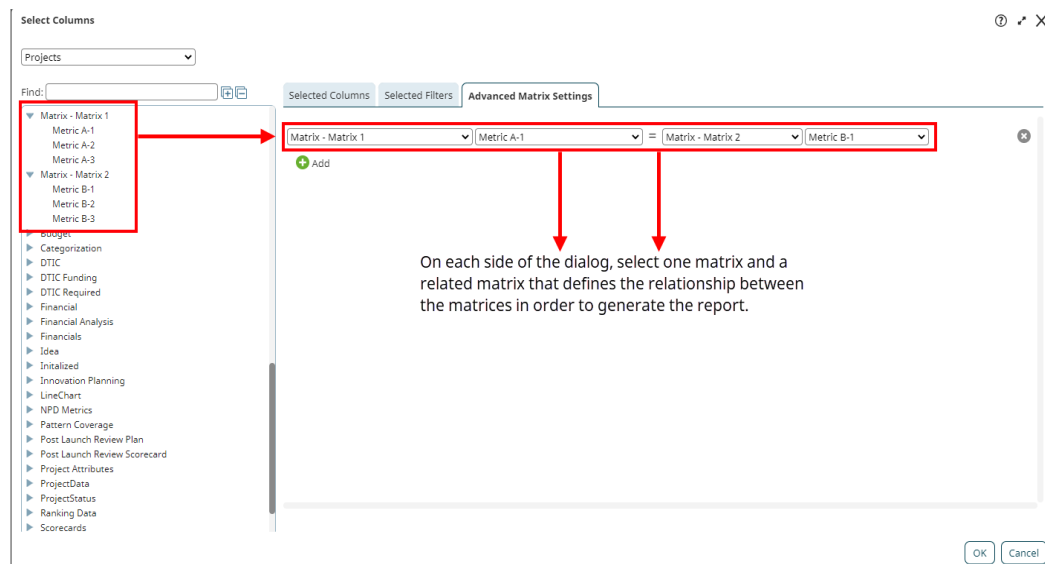 Select Columns
Projects
Find:
Selected Columns
Selected Filters
Advanced Matrix Settings
Matrix - Matrix 1
Metric A-1
Metric A-2
Metric A-3
Matrix - Matrix 2
Metric B-1
Metric B-2
Metric B-3
Budget
Categorization
DTIC
DTIC Funding
DTIC Required
Financial
Financial Analysis
Financials
Idea
Initalized
Innovation Planning
LineChart
NPD Metrics
Pattern Coverage
Post Launch Review Plan
Post Launch Review Scorecard
Project Attributes
ProjectData
ProjectStatus
Ranking Data
Scorecards
Matrix - Matrix 1 Metric A-1 = Matrix - Matrix 2 Metric B-1
Add
On each side of the dialog, select one matrix and a
related matrix that defines the relationship between
the matrices in order to generate the report.
OK
Cancel